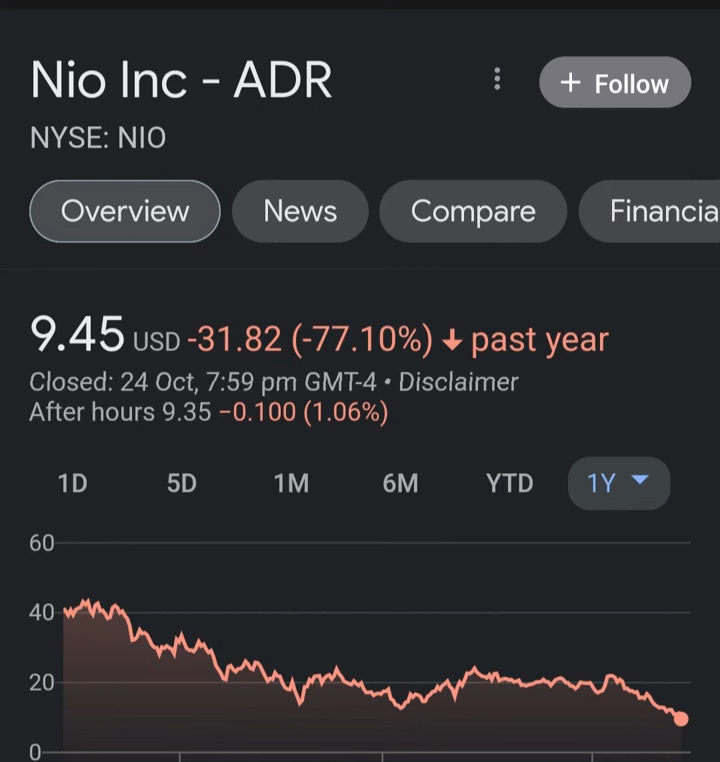 Nio Inc - ADR
+ Follow
NYSE: NIO
Overview News Compare Financia
9.45 USD -31.82 (-77.10%) ↓ past year
Closed: 24 Oct, 7:59 pm GMT-4 • Disclaimer
After hours 9.35 −0.100 (1.06%)
1D 5D 1M 6M YTD 1Y
60
40
20
0